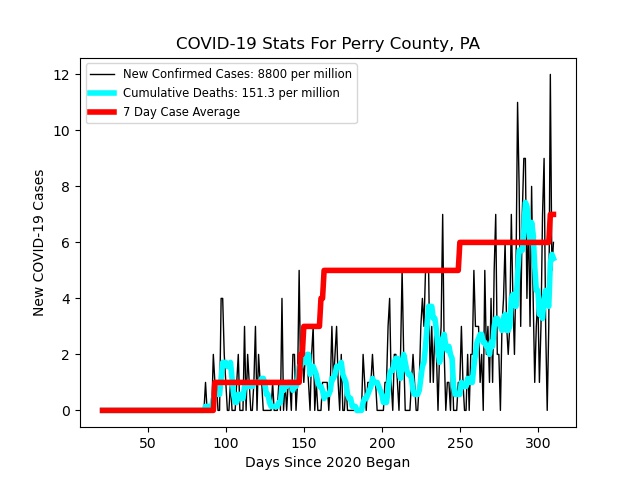 COVID-19 Stats For Perry County, PA
New Confirmed Cases: 8800 per million
Cumulative Deaths: 151.3 per million
7 Day Case Average
New COVID-19 Cases
12
10
8
6
4
2
0
50 100 150 200 250 300
Days Since 2020 Began